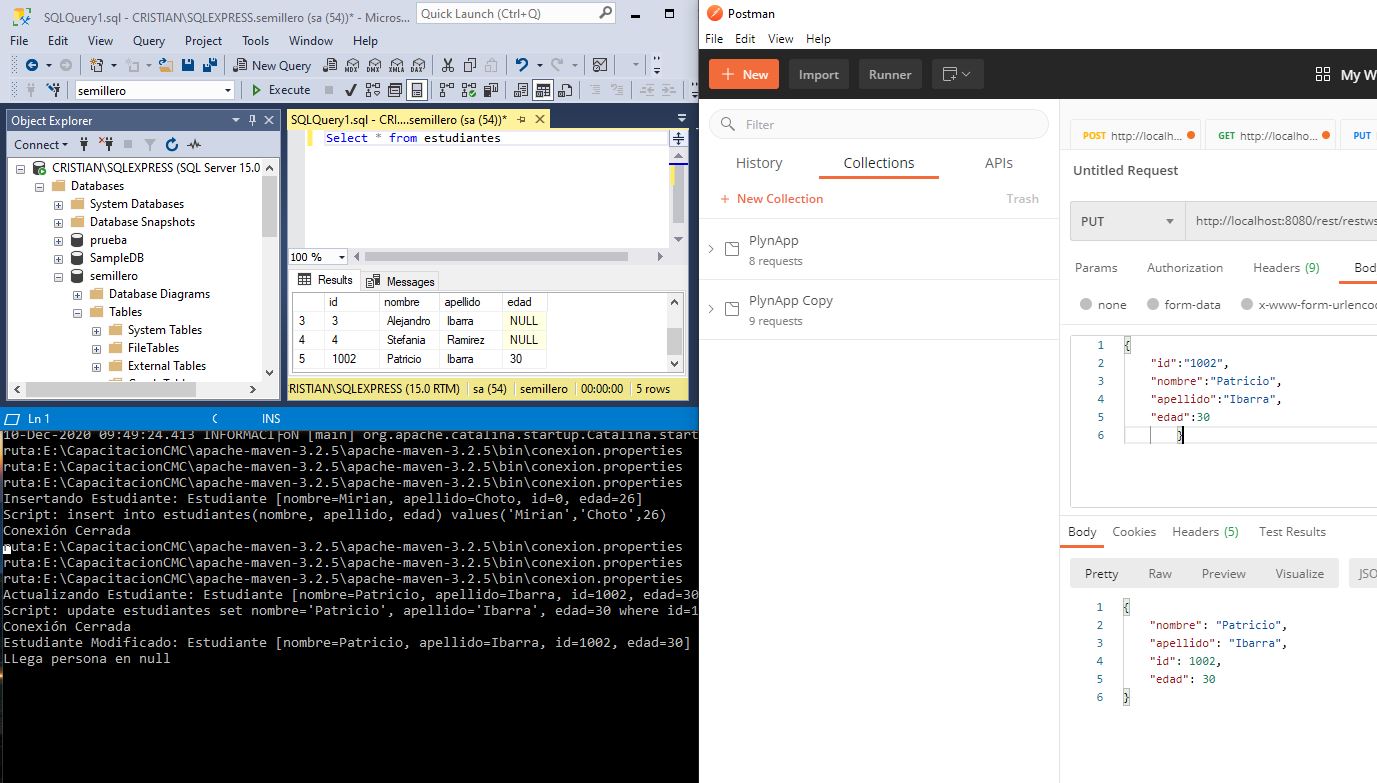 SQLQuery1.sql - CRISTIAN\SQLEXPRESS.semillero (sa (54))* - Micros...
Quick Launch (Ctrl+Q)
File Edit View Query Project Tools Window Help
New Query MDX DMX XMLA DAX
semillero Execute
Object Explorer
Connect
CRISTIAN\SQLEXPRESS (SQL Server 15.0
Databases
System Databases
Database Snapshots
prueba
SampleDB
semillero
Database Diagrams
Tables
System Tables
FileTables
External Tables
SQLQuery1.sql - CRI....semillero (sa (54))*
Select * from estudiantes
100 %
Results Messages
id nombre apellido edad
3 3 Alejandro Ibarra NULL
4 4 Stefania Ramirez NULL
5 1002 Patricio Ibarra 30
RISTIAN\SQLEXPRESS (15.0 RTM) sa (54) semillero 00:00:00 5 rows
Ln 1 INS
10-Dec-2020 09:49:24.413 INFORMACI├ôN [main] org.apache.catalina.startup.Catalina.start
ruta:E:\CapacitacionCMC\apache-maven-3.2.5\apache-maven-3.2.5\bin\conexion.properties
ruta:E:\CapacitacionCMC\apache-maven-3.2.5\apache-maven-3.2.5\bin\conexion.properties
ruta:E:\CapacitacionCMC\apache-maven-3.2.5\apache-maven-3.2.5\bin\conexion.properties
Insertando Estudiante: Estudiante [nombre=Mirian, apellido=Choto, id=0, edad=26]
Script: insert into estudiantes(nombre, apellido, edad) values('Mirian','Choto',26)
Conexión Cerrada
ruta:E:\CapacitacionCMC\apache-maven-3.2.5\apache-maven-3.2.5\bin\conexion.properties
ruta:E:\CapacitacionCMC\apache-maven-3.2.5\apache-maven-3.2.5\bin\conexion.properties
ruta:E:\CapacitacionCMC\apache-maven-3.2.5\apache-maven-3.2.5\bin\conexion.properties
Actualizando Estudiante: Estudiante [nombre=Patricio, apellido=Ibarra, id=1002, edad=30
Script: update estudiantes set nombre='Patricio', apellido='Ibarra', edad=30 where id=1
Conexión Cerrada
Estudiante Modificado: Estudiante [nombre=Patricio, apellido=Ibarra, id=1002, edad=30]
LLega persona en null
Postman
File Edit View Help
+ New Import Runner My W
Filter
History Collections APIs
+ New Collection Trash
PlynApp
8 requests
PlynApp Copy
9 requests
POST http://localh... GET http://localho... PUT
Untitled Request
PUT http://localhost:8080/rest/restws
Params Authorization Headers (9) Bod
none form-data x-www-form-urlenco
1 {
2 "id":"1002",
3 "nombre":"Patricio",
4 "apellido":"Ibarra",
5 "edad":30
6 }
Body Cookies Headers (5) Test Results
Pretty Raw Preview Visualize JSO
1 {
2 "nombre": "Patricio",
3 "apellido": "Ibarra",
4 "id": 1002,
5 "edad": 30
6 }